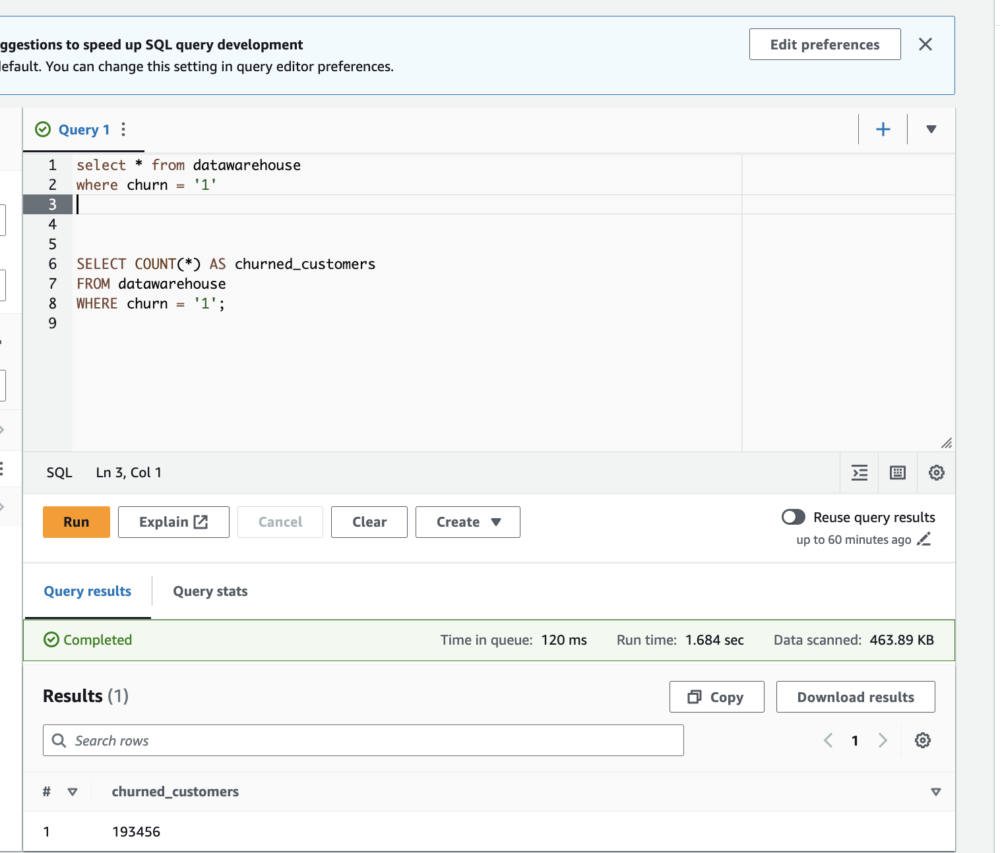 ggestions to speed up SQL query development
default. You can change this setting in query editor preferences.
Edit preferences
Query 1
1 select * from datawarehouse
2 where churn = '1'
3
4
5
6 SELECT COUNT(*) AS churned_customers
7 FROM datawarehouse
8 WHERE churn = '1';
9
SQL Ln 3, Col 1
Run Explain Cancel Clear Create
Reuse query results
up to 60 minutes ago
Query results Query stats
Completed Time in queue: 120 ms Run time: 1.684 sec Data scanned: 463.89 KB
Results (1) Copy Download results
Search rows
1
# churned_customers
1 193456